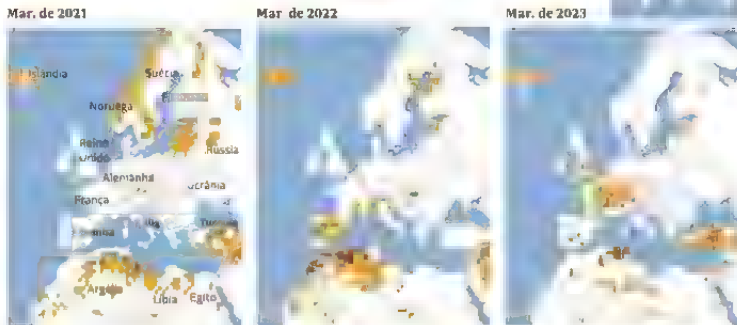 Mar. de 2021
Mar de 2022
Mar. de 2023
Islândia
Suécia
Noruega
Reino
Unido
Rússia
Alemanha
Ucrânia
França
Argélia
Líbia
Egito